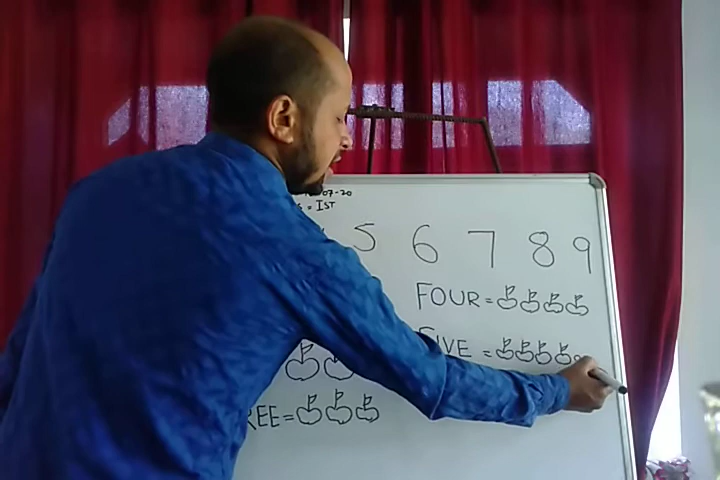 07-20
= IST
5 6 7 8 9
FOUR =
FIVE =
REE =